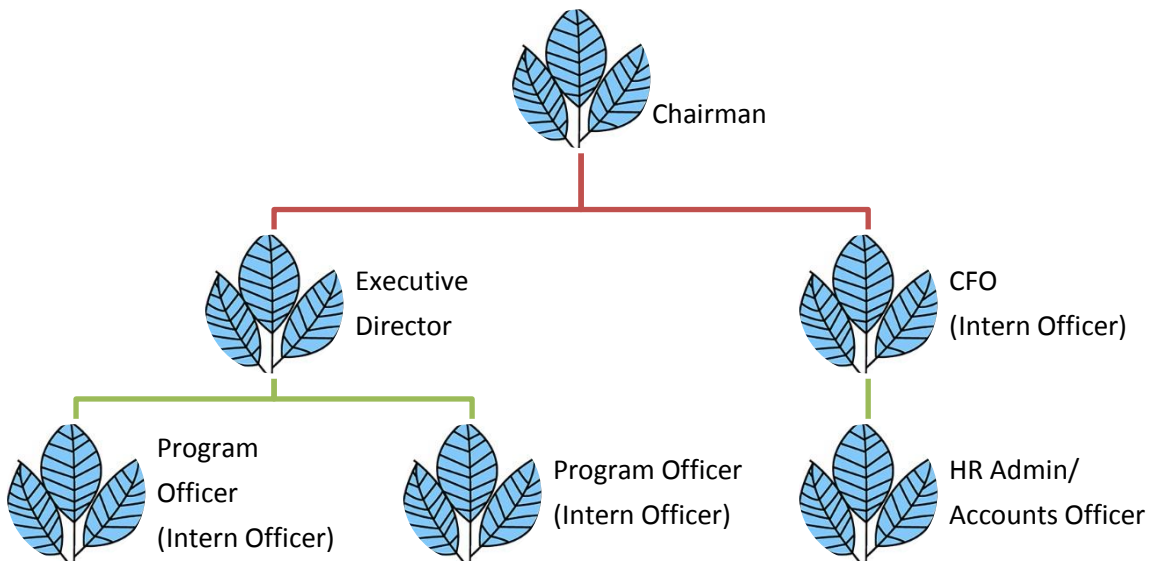 Chairman
Executive
Director
CFO
(Intern Officer)
Program
Officer
(Intern Officer)
Program Officer
(Intern Officer)
HR Admin/
Accounts Officer